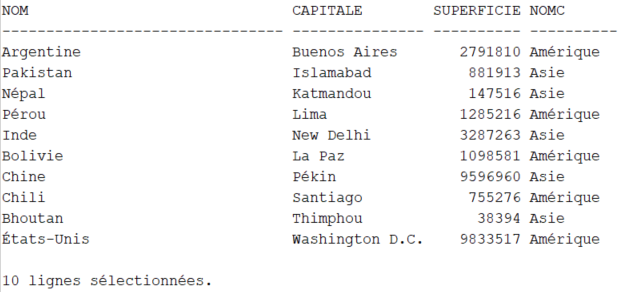 NOM CAPITALE SUPERFICIE NOMC
-------------------------------- --------------- ---------- ----------
Argentine Buenos Aires 2791810 Amérique
Pakistan Islamabad 881913 Asie
Népal Katmandou 147516 Asie
Pérou Lima 1285216 Amérique
Inde New Delhi 3287263 Asie
Bolivie La Paz 1098581 Amérique
Chine Pékin 9596960 Asie
Chili Santiago 755276 Amérique
Bhoutan Thimphou 38394 Asie
États-Unis Washington D.C. 9833517 Amérique
10 lignes sélectionnées.